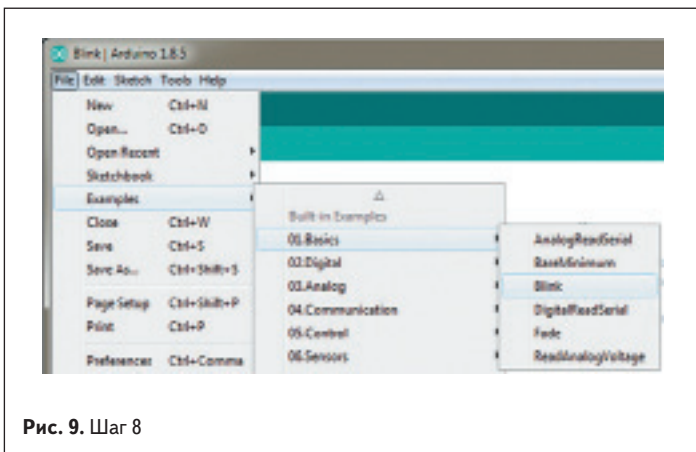 Blink | Arduino 1.8.5
File Edit Sketch Tools Help
New Ctrl+N
Open... Ctrl+O
Open Recent
Sketchbook
Examples
Close Ctrl+W
Save Ctrl+S
Save As... Ctrl+Shift+S
Page Setup Ctrl+Shift+P
Print Ctrl+P
Preferences Ctrl+Comma
Built-in Examples
01.Basics
02.Digital
03.Analog
04.Communication
05.Control
06.Sensors
AnalogReadSerial
BareMinimum
Blink
DigitalReadSerial
Fade
ReadAnalogVoltage
Рис. 9. Шаг 8